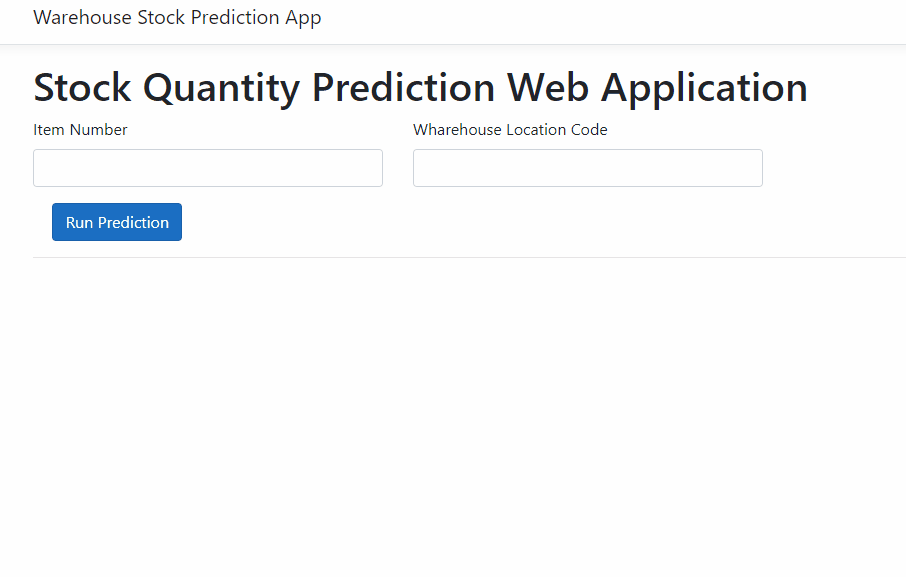 Warehouse Stock Prediction App
Stock Quantity Prediction Web Application
Item Number
Wharehouse Location Code
Run Prediction